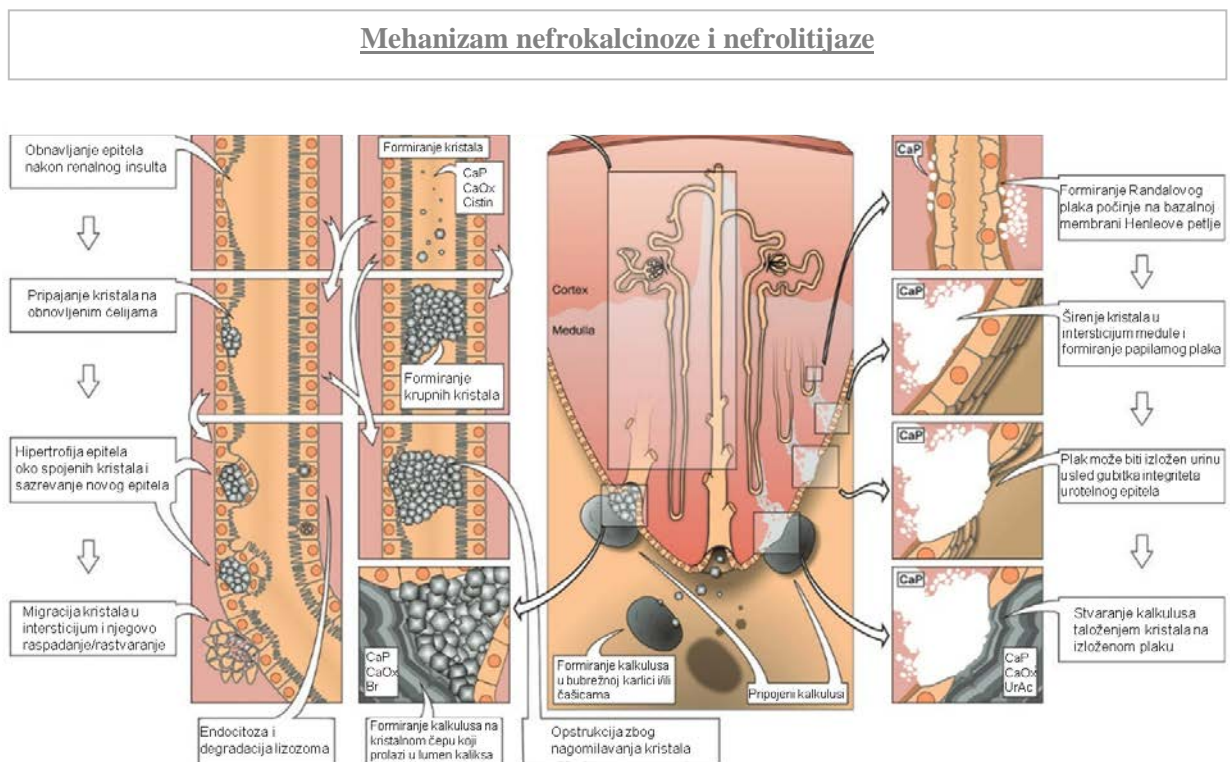 Mehanizam nefrokalcinoze i nefrolitijaze
Obnavljanje epitela
nakon renalnog insulta
Pripajanje kristala na
obnovljenim ćelijama
Hipertrofija epitela
oko spojenih kristala i
sazrevanje novog epitela
Migracija kristala u
intersticijum i njegovo
raspadanje/rastvaranje
Endocitoza i
degradacija lizozoma
Formiranje kristala
CaP
CaOx
Cistin
Formiranje
krupnih kristala
CaP
CaOx
Br
Formiranje kalkulusa na
kristalnom čepu koji
prolazi u lumen kaliksa
Opstrukcija zbog
nagomilavanja kristala
Cortex
Medulla
Formiranje kalkulusa
u bubrežnoj karlici i/ili
čašicama
Pripojeni kalkulusi
CaP
Formiranje Randalovog
plaka počinje na bazalnoj
membrani Henleove petlje
CaP
Širenje kristala u
intersticijum medule i
formiranje papilarnog plaka
CaP
Plak može biti izložen urinu
usled gubitka integriteta
urotelnog epitela
CaP
CaP
CaOx
UrAc
Stvaranje kalkulusa
taloženjem kristala na
izloženom plaku